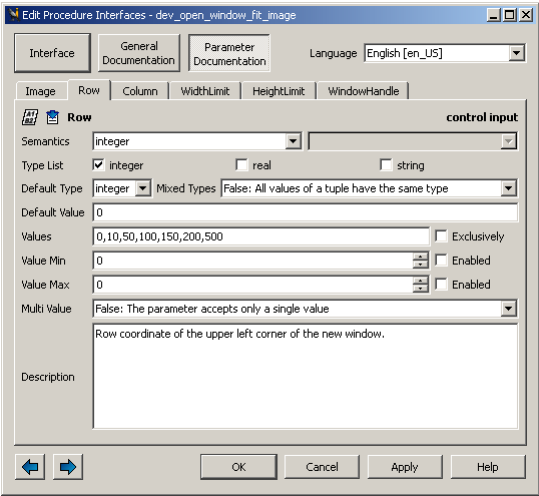 Edit Procedure Interfaces - dev_open_window_fit_image
Interface
General Documentation
Parameter Documentation
Language English [en_US]
Image Row Column WidthLimit HeightLimit WindowHandle
Row control input
Semantics integer
Type List integer real string
Default Type integer Mixed Types False: All values of a tuple have the same type
Default Value 0
Values 0,10,50,100,150,200,500 Exclusively
Value Min 0 Enabled
Value Max 0 Enabled
Multi Value False: The parameter accepts only a single value
Row coordinate of the upper left corner of the new window.
Description
OK Cancel Apply Help